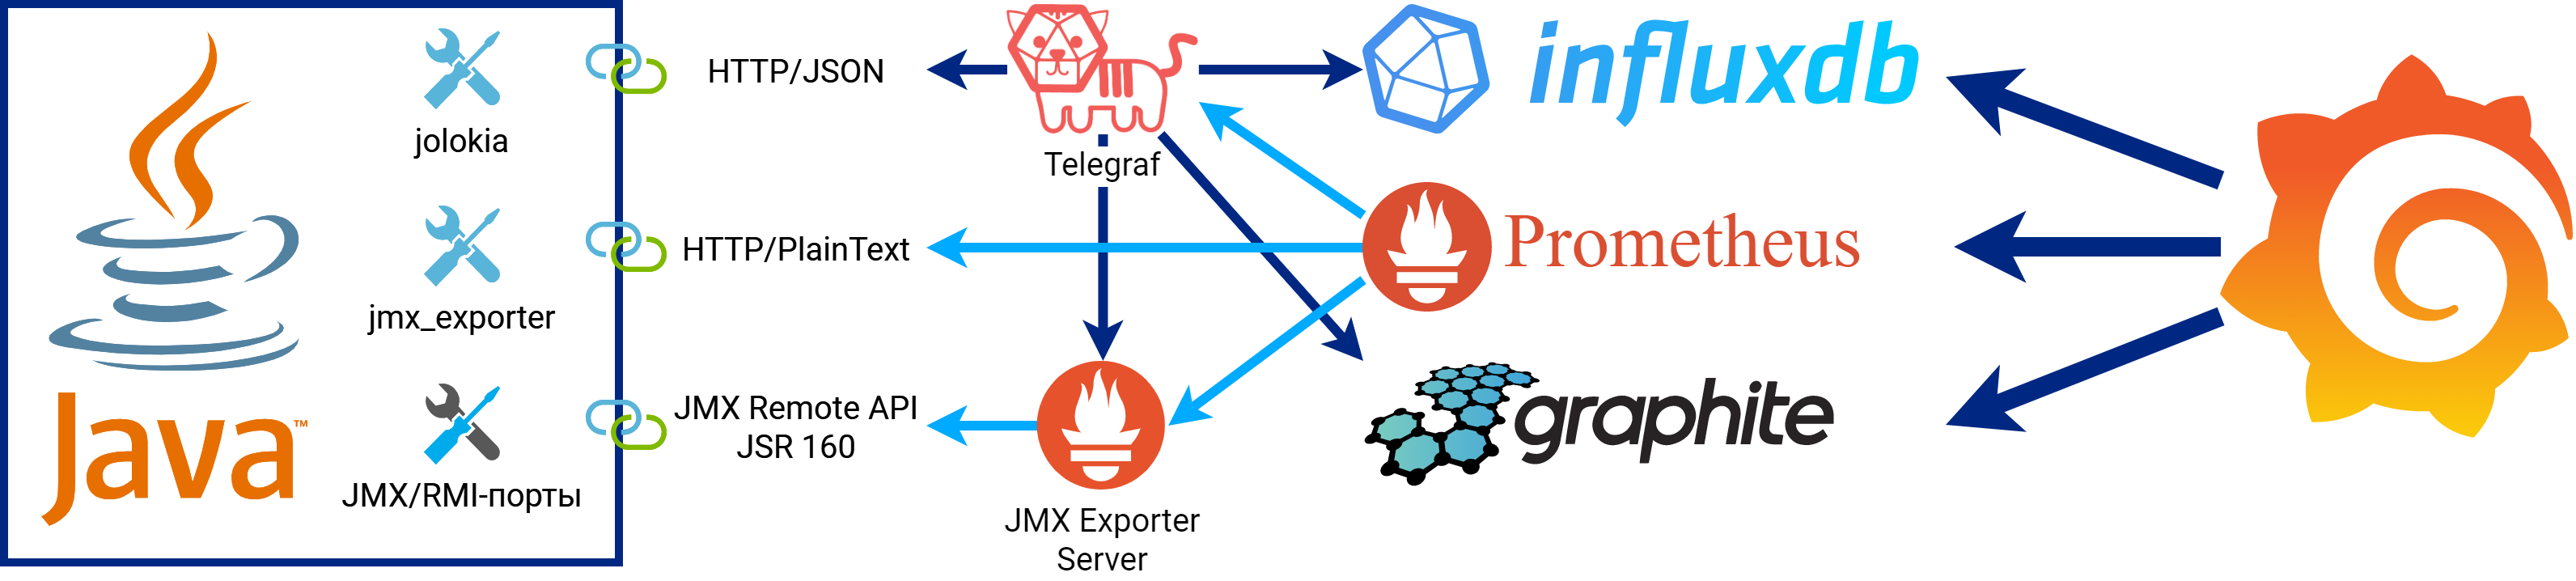 Java™
jolokia
jmx_exporter
JMX/RMI-порты
HTTP/JSON
HTTP/PlainText
JMX Remote API
JSR 160
Telegraf
JMX Exporter
Server
influxdb
Prometheus
graphite